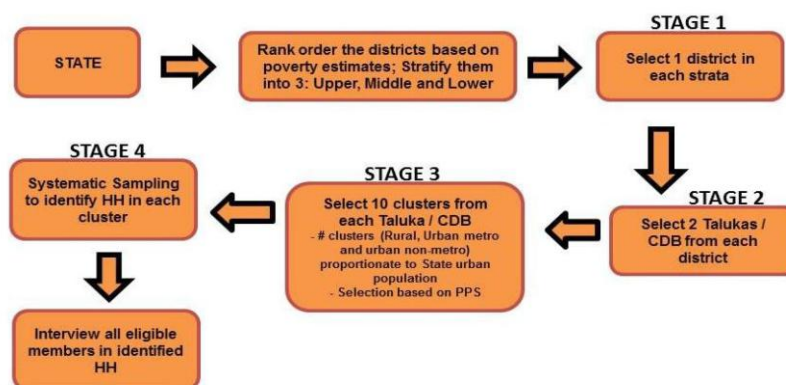 STATE
Rank order the districts based on
poverty estimates; Stratify them
into 3: Upper, Middle and Lower
STAGE 1
Select 1 district in
each strata
STAGE 2
Select 2 Talukas /
CDB from each
district
STAGE 3
Select 10 clusters from
each Taluka / CDB
- # clusters (Rural, Urban metro
and urban non-metro)
proportionate to State urban
population
- Selection based on PPS
STAGE 4
Systematic Sampling
to identify HH in each
cluster
Interview all eligible
members in identified
HH